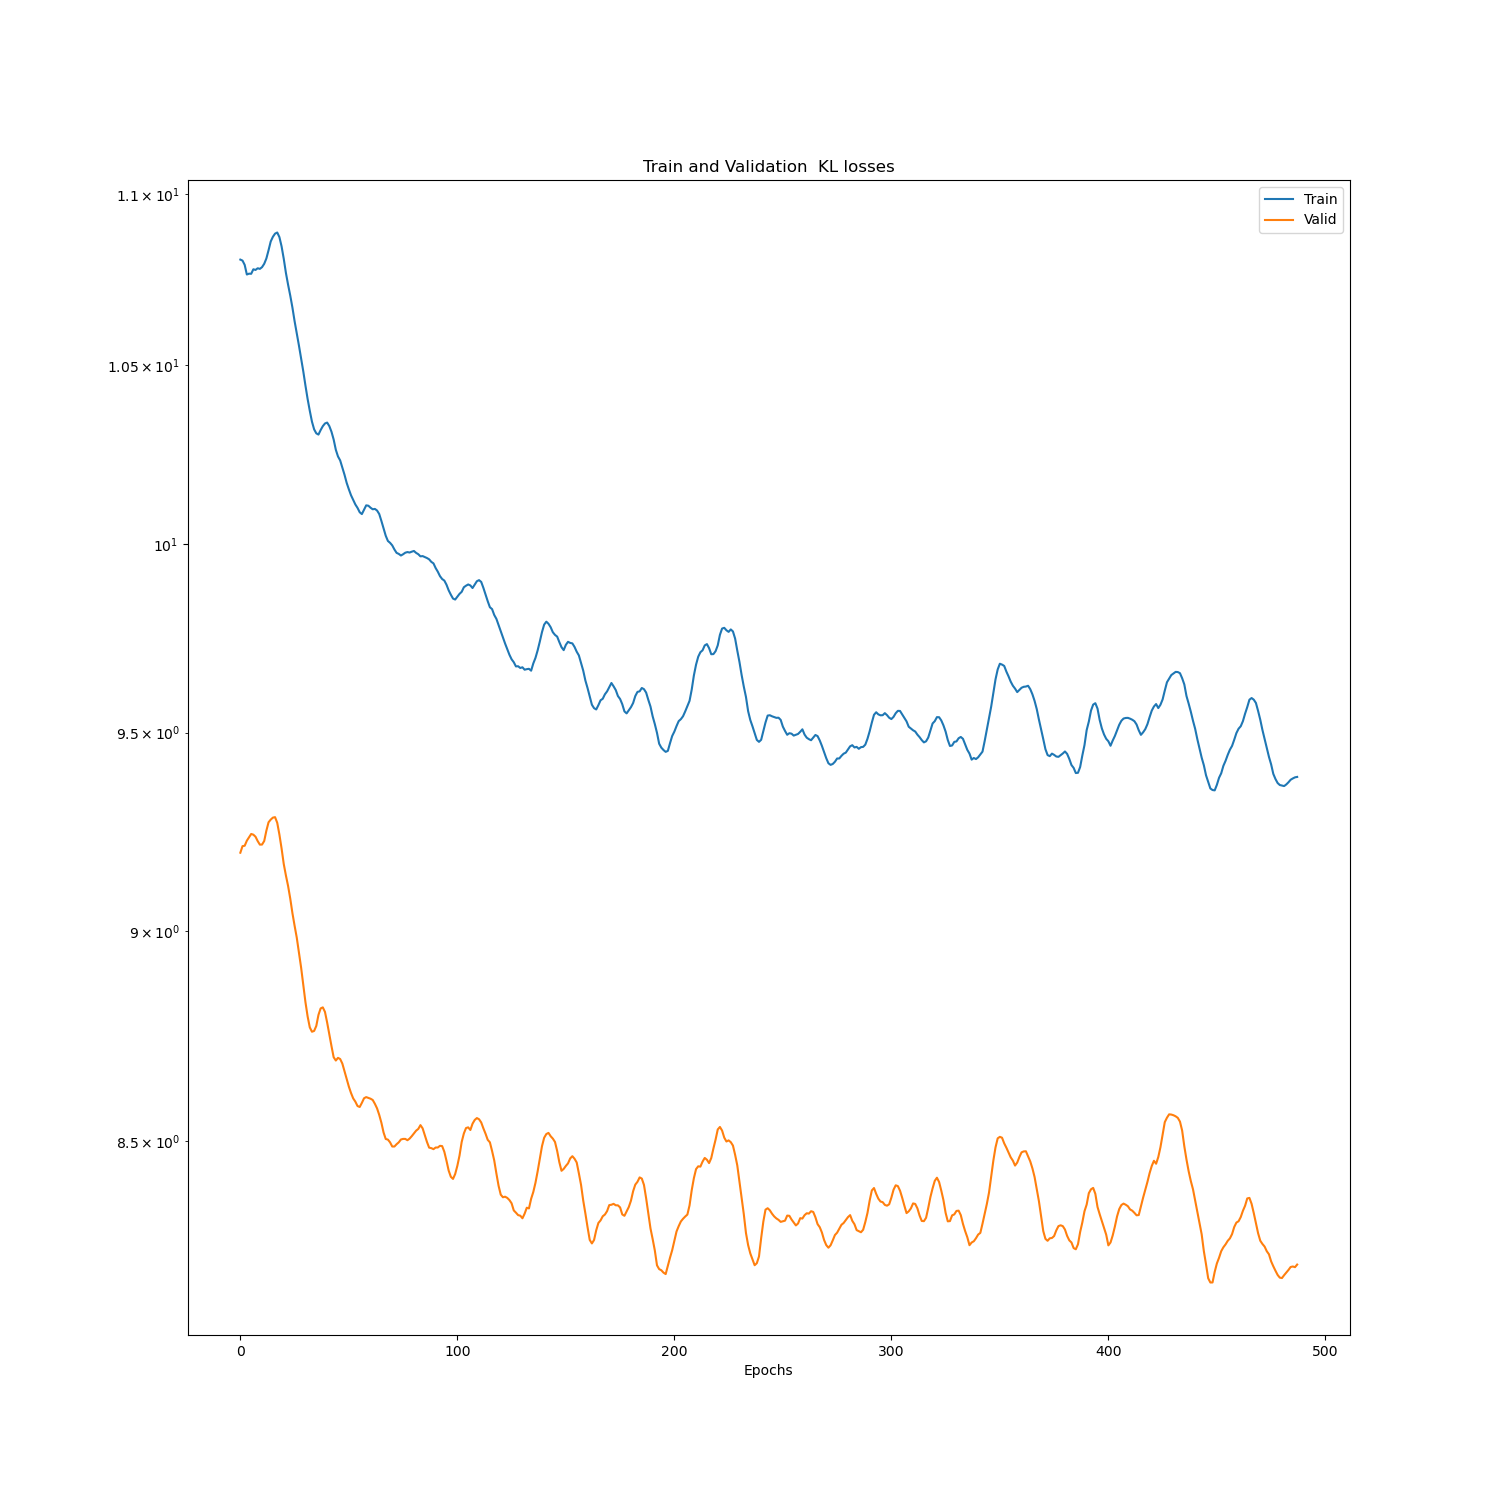 Train and Validation  KL losses
1.1 × 10¹
Train
Valid
1.05 × 10¹
10¹
9.5 × 10⁰
9 × 10⁰
8.5 × 10⁰
0 100 200 300 400 500
Epochs